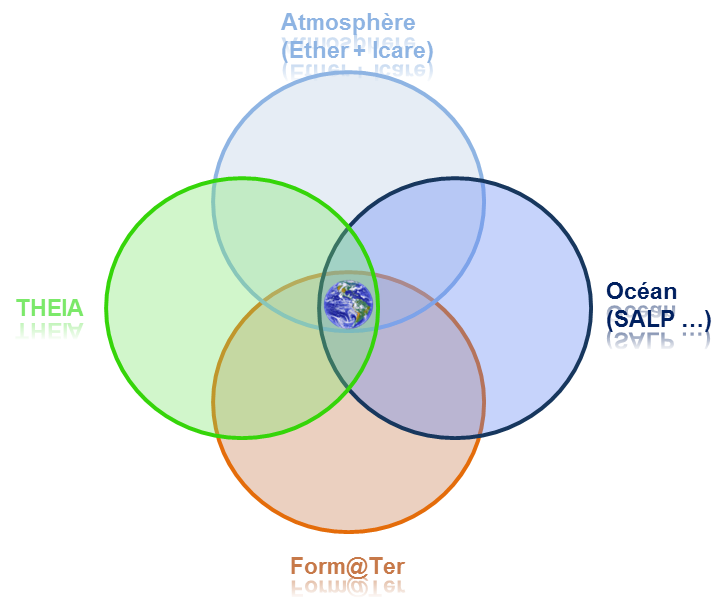 Atmosphère
(Ether + Icare)
THEIA
Océan
(SALP ...)
Form@Ter